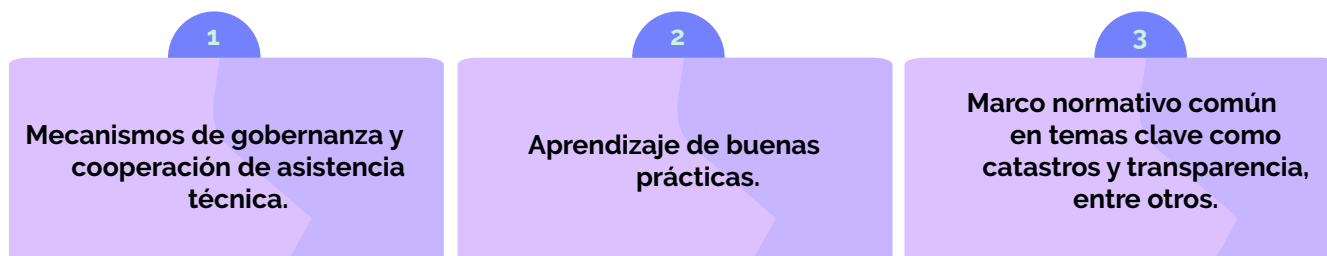 1
Mecanismos de gobernanza y
cooperación de asistencia
técnica.
2
Aprendizaje de buenas
prácticas.
3
Marco normativo común
en temas clave como
catastros y transparencia,
entre otros.